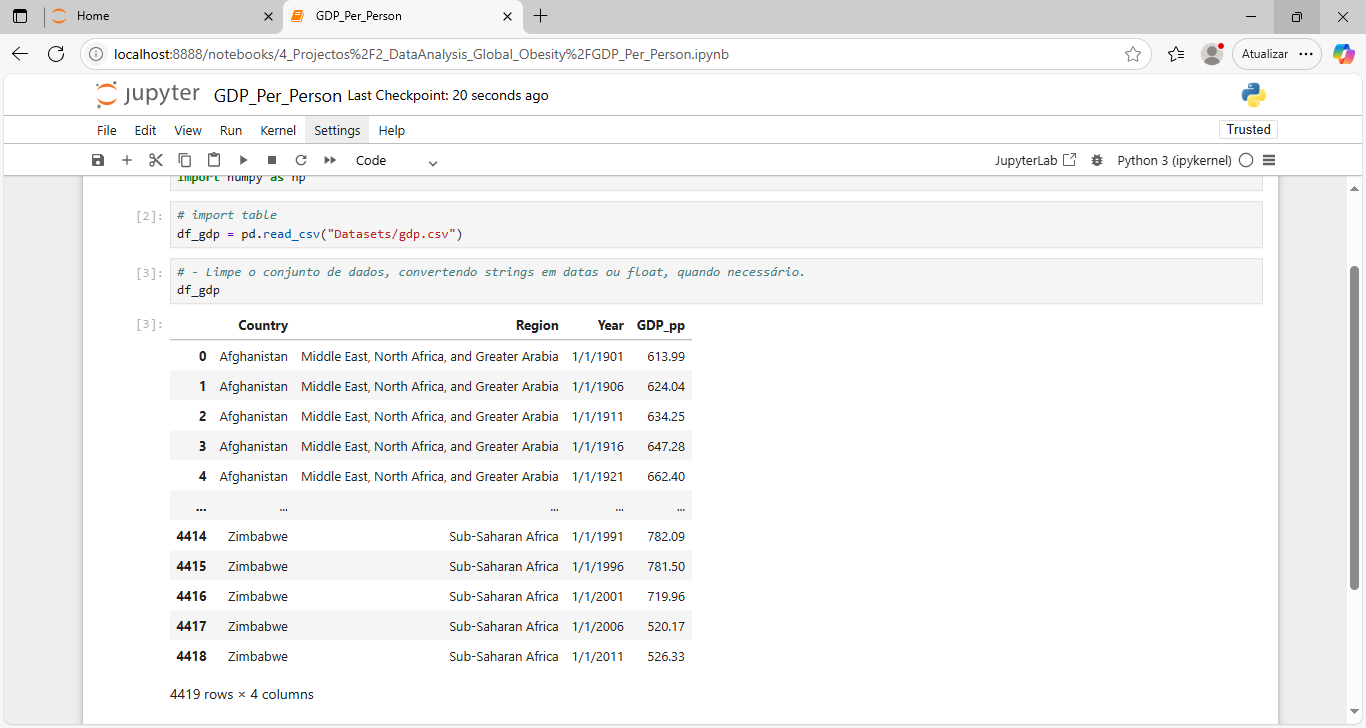 Home
GDP_Per_Person
localhost:8888/notebooks/4_Projectos%2F2_DataAnalysis_Global_Obesity%2FGDP_Per_Person.ipynb
Atualizar
jupyter GDP_Per_Person Last Checkpoint: 20 seconds ago
File Edit View Run Kernel Settings Help
Trusted
Code
JupyterLab
Python 3 (ipykernel)
import numpy as np
[2]: # import table
df_gdp = pd.read_csv("Datasets/gdp.csv")
[3]: # - Limpe o conjunto de dados, convertendo strings em datas ou float, quando necessário.
df_gdp
[3]: Country Region Year GDP_pp
0 Afghanistan Middle East, North Africa, and Greater Arabia 1/1/1901 613.99
1 Afghanistan Middle East, North Africa, and Greater Arabia 1/1/1906 624.04
2 Afghanistan Middle East, North Africa, and Greater Arabia 1/1/1911 634.25
3 Afghanistan Middle East, North Africa, and Greater Arabia 1/1/1916 647.28
4 Afghanistan Middle East, North Africa, and Greater Arabia 1/1/1921 662.40
... ... ... ... ...
4414 Zimbabwe Sub-Saharan Africa 1/1/1991 782.09
4415 Zimbabwe Sub-Saharan Africa 1/1/1996 781.50
4416 Zimbabwe Sub-Saharan Africa 1/1/2001 719.96
4417 Zimbabwe Sub-Saharan Africa 1/1/2006 520.17
4418 Zimbabwe Sub-Saharan Africa 1/1/2011 526.33
4419 rows × 4 columns